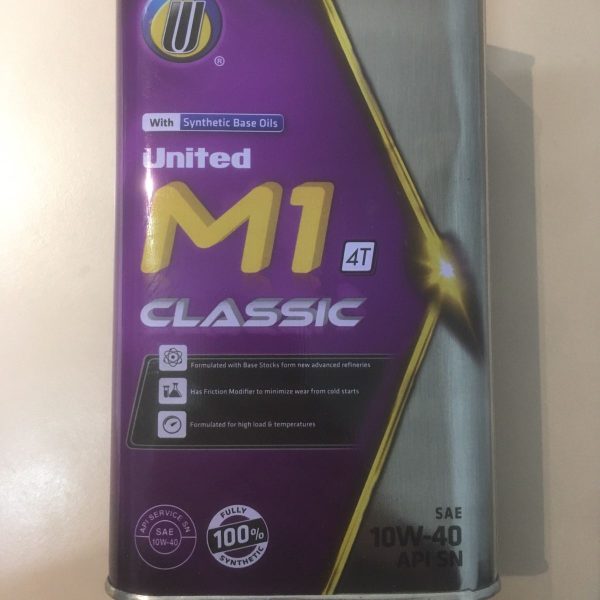 U
®
With Synthetic Base Oils
United
M1 4T
CLASSIC
Formulated with Base Stocks form new advanced refineries
Has Friction Modifier to minimize wear from cold starts
Formulated for high load & temperatures
API SERVICE SN
SAE
10W-40
FULLY
100%
SYNTHETIC
SAE
10W-40
API SN